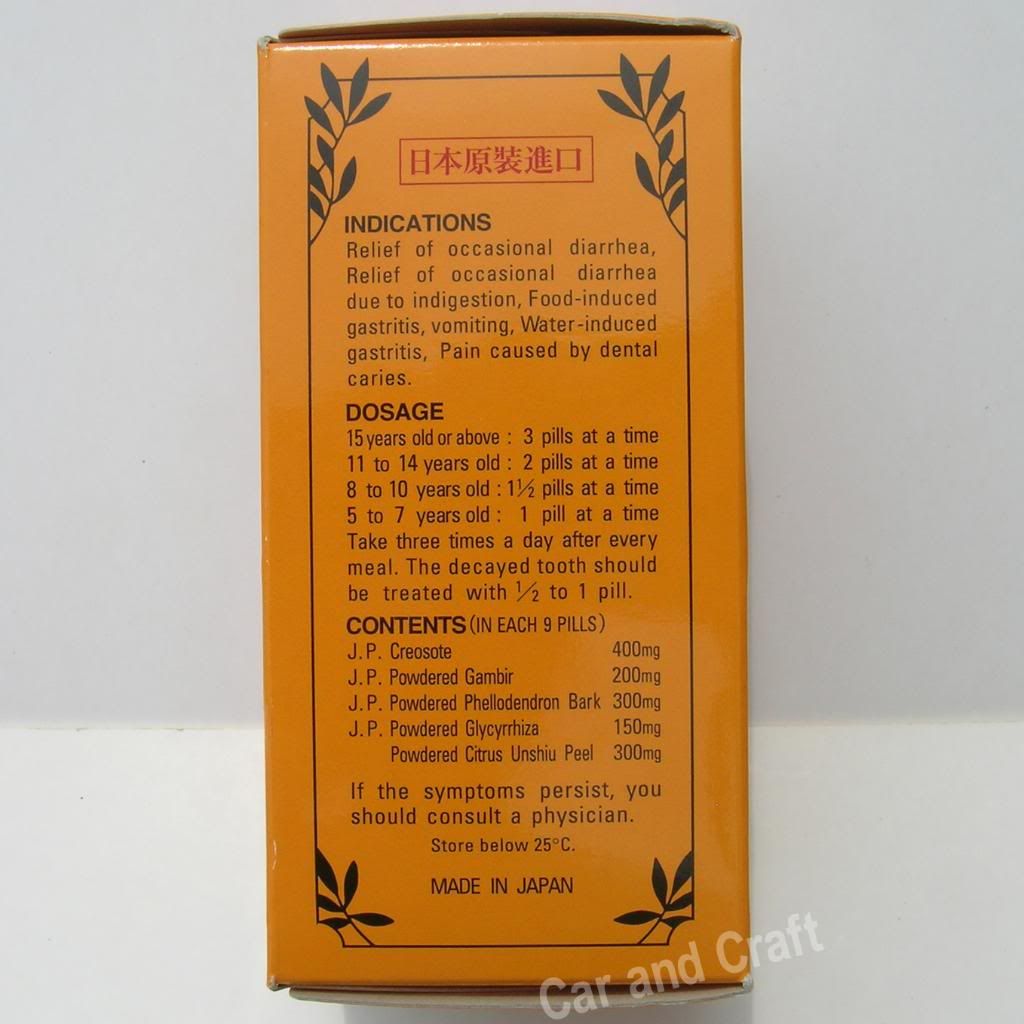 日本原裝進口
INDICATIONS
Relief of occasional diarrhea,
Relief of occasional diarrhea
due to indigestion, Food-induced
gastritis, vomiting, Water-induced
gastritis, Pain caused by dental
caries.
DOSAGE
15 years old or above : 3 pills at a time
11 to 14 years old : 2 pills at a time
8 to 10 years old : 1½ pills at a time
5 to 7 years old : 1 pill at a time
Take three times a day after every
meal. The decayed tooth should
be treated with ½ to 1 pill.
CONTENTS (IN EACH 9 PILLS)
J.P. Creosote 400mg
J.P. Powdered Gambir 200mg
J.P. Powdered Phellodendron Bark 300mg
J.P. Powdered Glycyrrhiza 150mg
Powdered Citrus Unshiu Peel 300mg
If the symptoms persist, you
should consult a physician.
Store below 25°C.
MADE IN JAPAN
Car and Craft